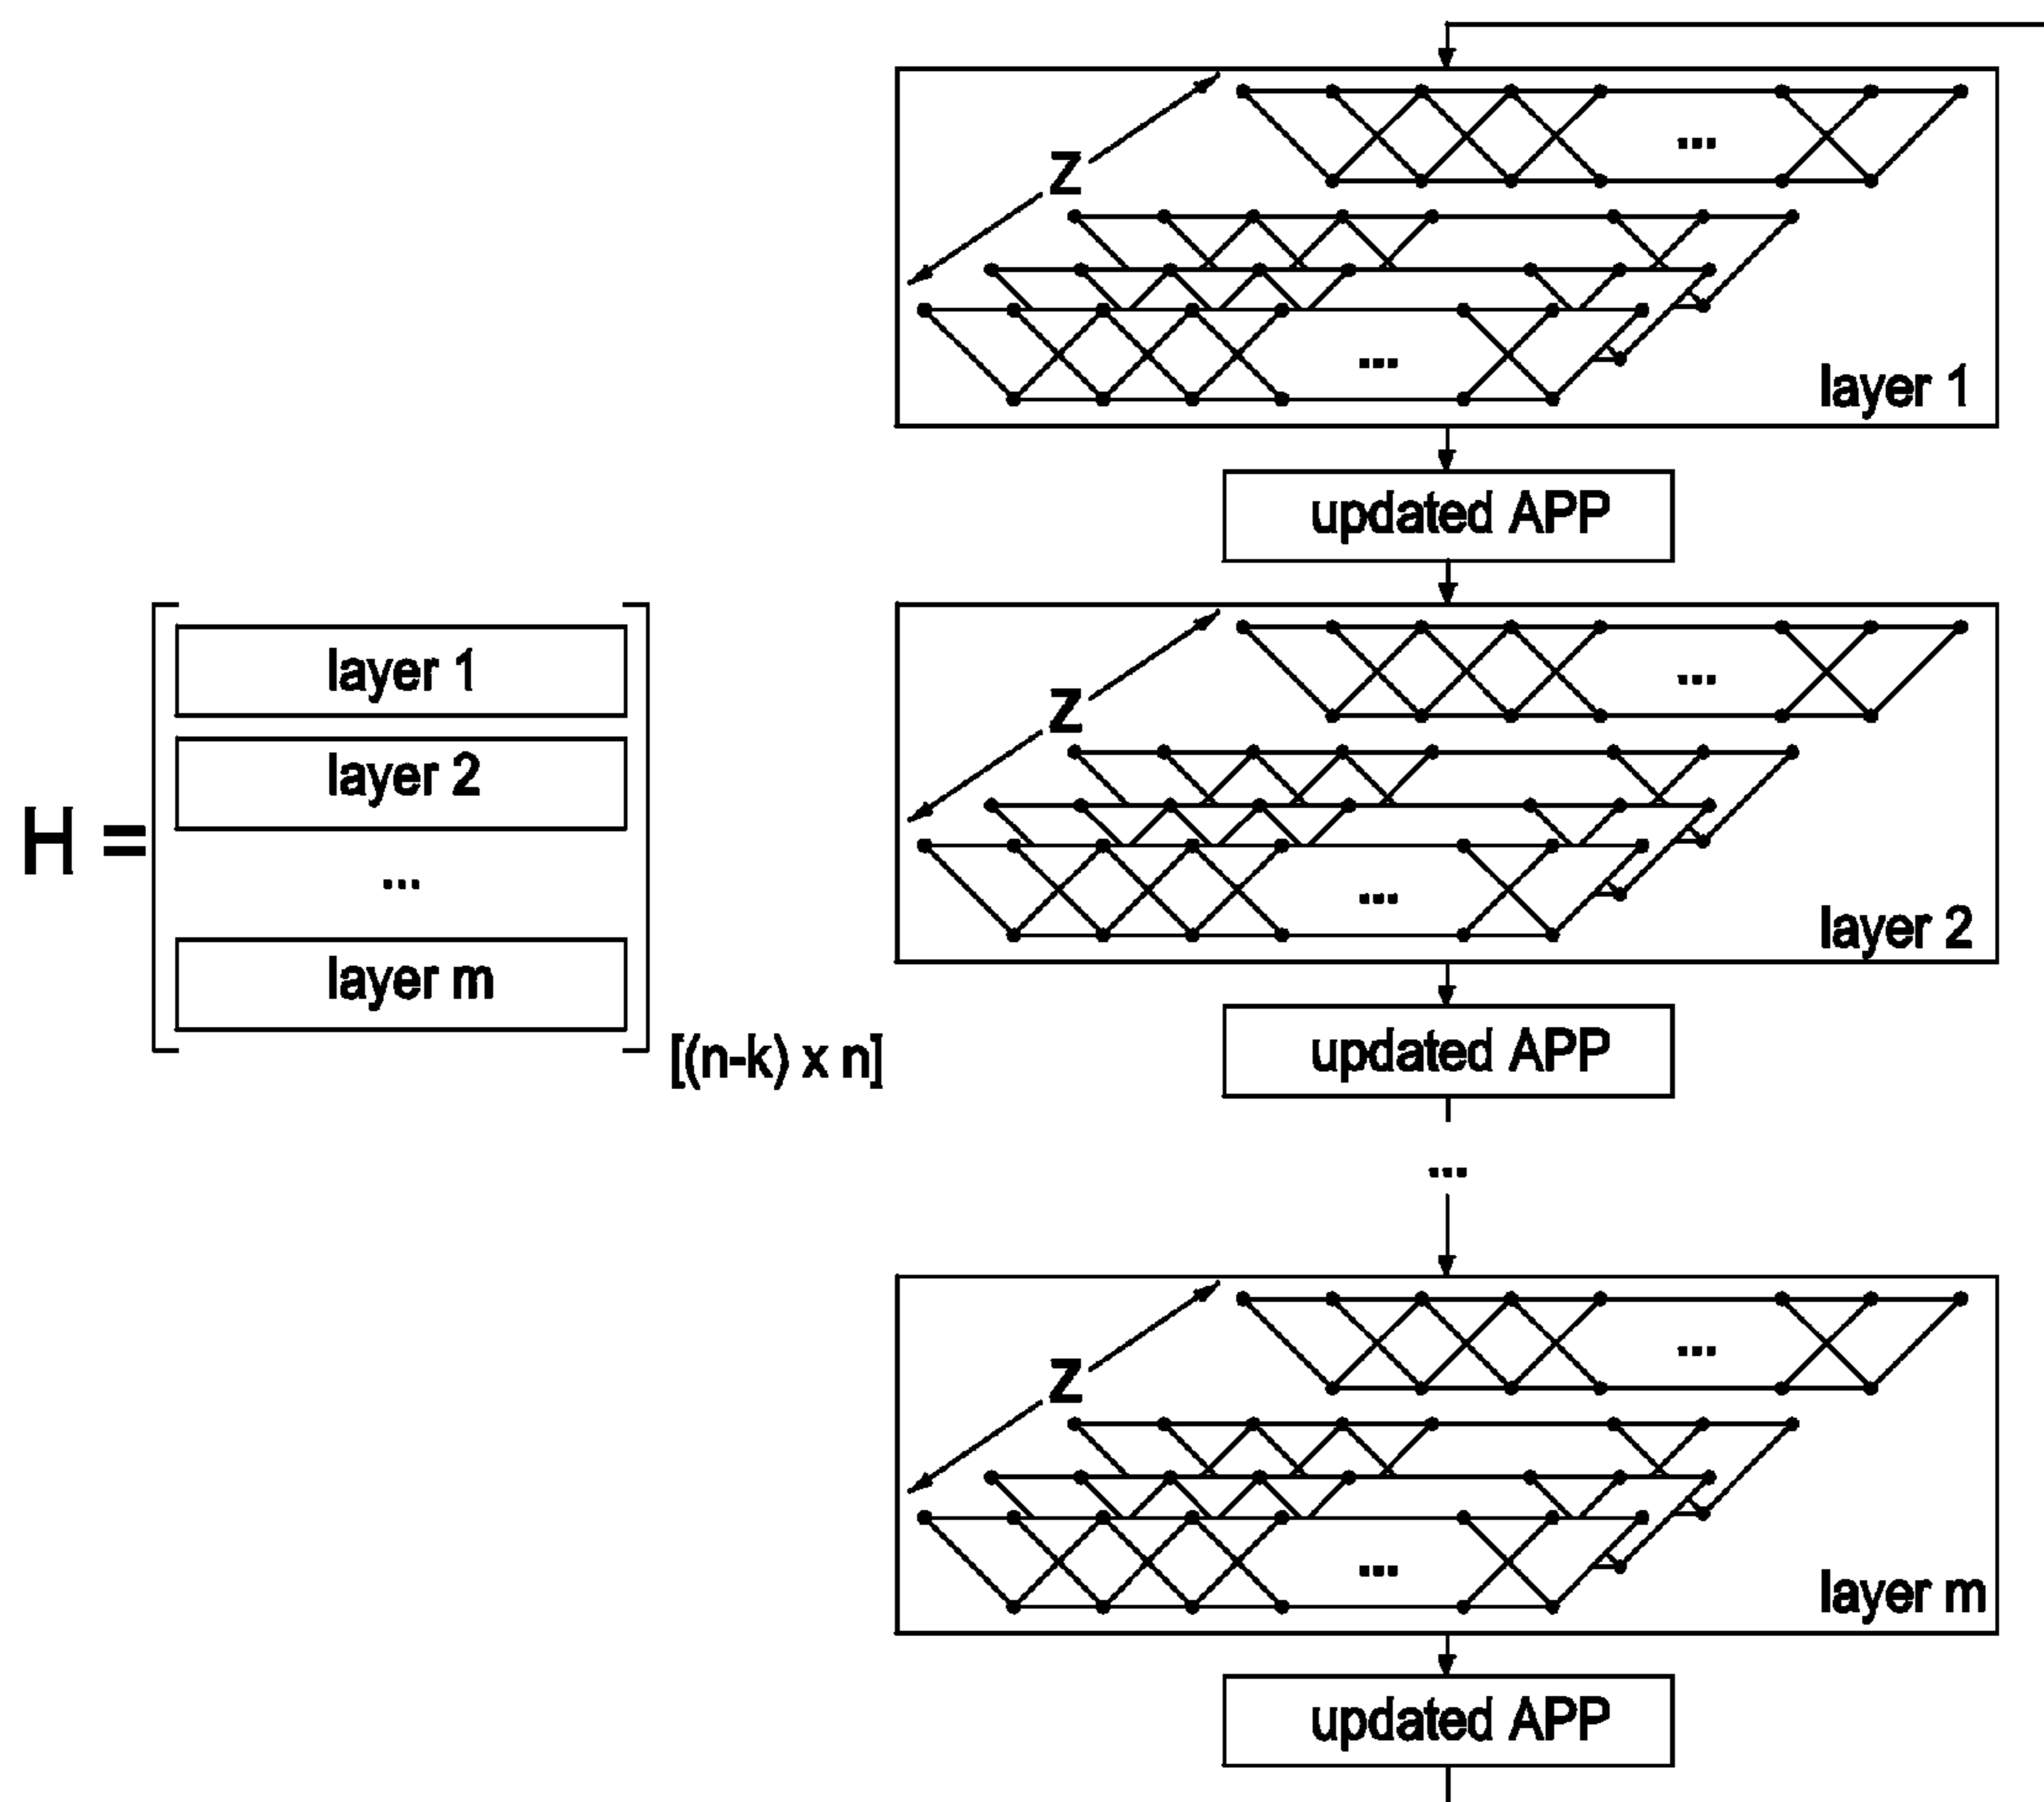 Z
...
...
layer 1
updated APP
H =
layer 1
layer 2
...
layer m
[(n-k) x n]
Z
...
...
layer 2
updated APP
...
Z
...
...
layer m
updated APP